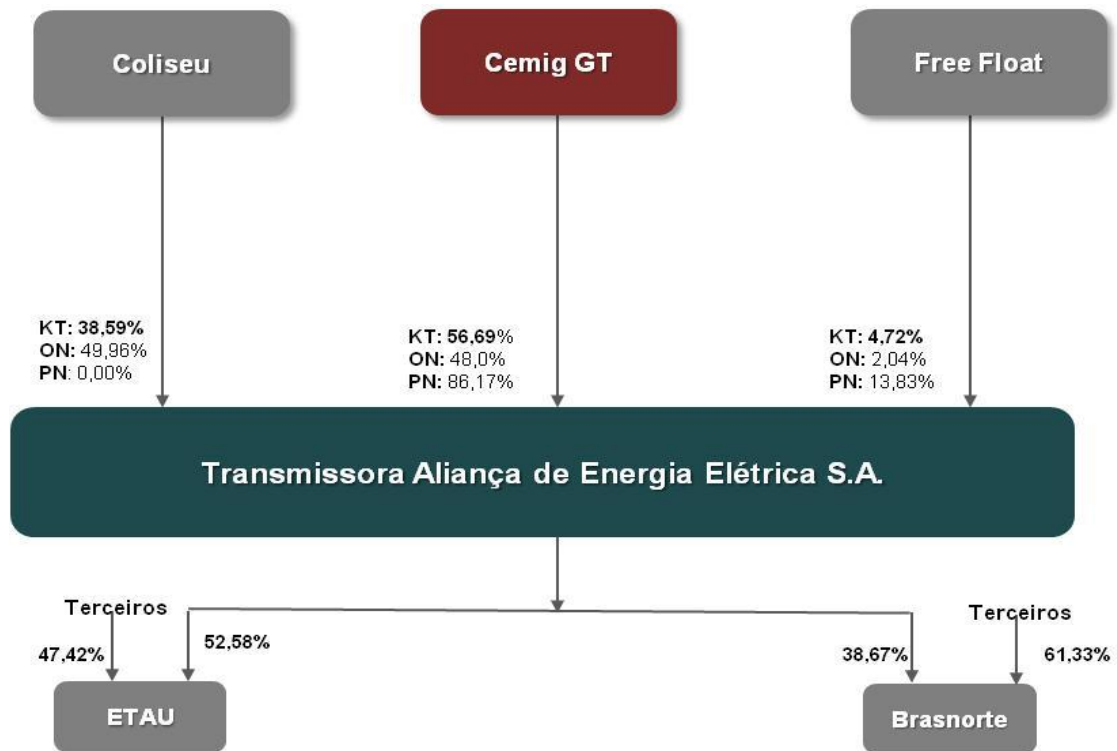 Coliseu
Cemig GT
Free Float
KT: 38,59%
ON: 49,96%
PN: 0,00%
KT: 56,69%
ON: 48,0%
PN: 86,17%
KT: 4,72%
ON: 2,04%
PN: 13,83%
Transmissora Aliança de Energia Elétrica S.A.
Terceiros
47,42%
52,58%
38,67%
Terceiros
61,33%
ETAU
Brasnorte